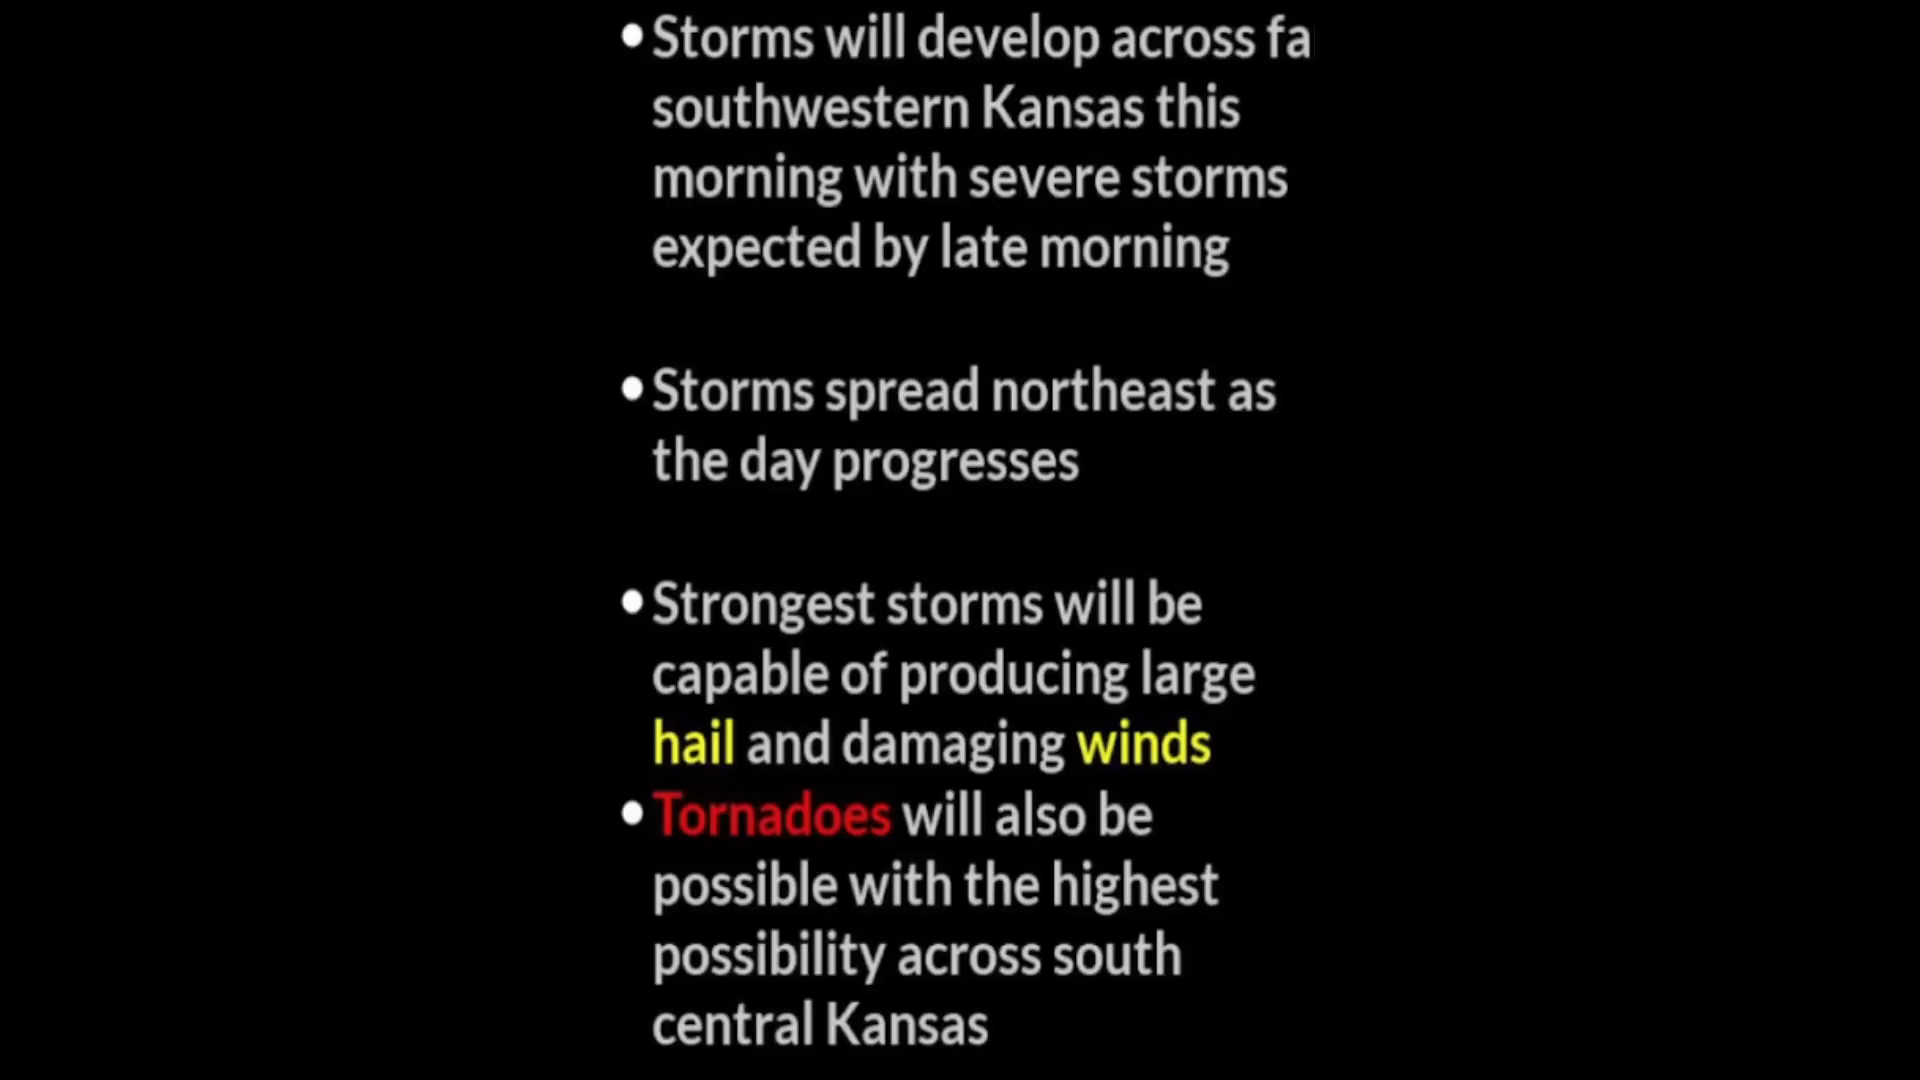 • Storms will develop across fa
southwestern Kansas this
morning with severe storms
expected by late morning
• Storms spread northeast as
the day progresses
• Strongest storms will be
capable of producing large
hail and damaging winds
• Tornadoes will also be
possible with the highest
possibility across south
central Kansas